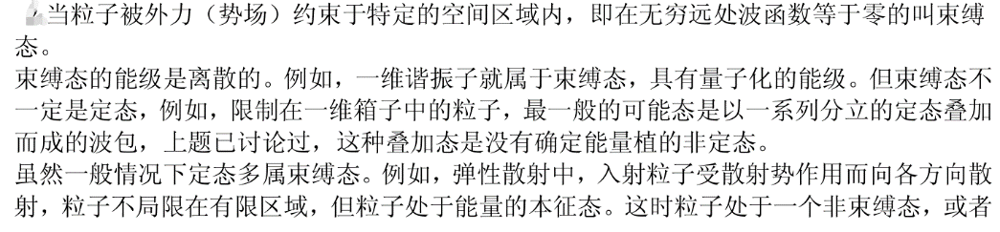 当粒子被外力（势场）约束于特定的空间区域内，即在无穷远处波函数等于零的叫束缚
态。
束缚态的能级是离散的。例如，一维谐振子就属于束缚态，具有量子化的能级。但束缚态不
一定是定态，例如，限制在一维箱子中的粒子，最一般的可能态是以一系列分立的定态叠加
而成的波包，上题已讨论过，这种叠加态是没有确定能量植的非定态。
虽然一般情况下定态多属束缚态。例如，弹性散射中，入射粒子受散射势作用而向各方向散
射，粒子不局限在有限区域，但粒子处于能量的本征态。这时粒子处于一个非束缚态，或者